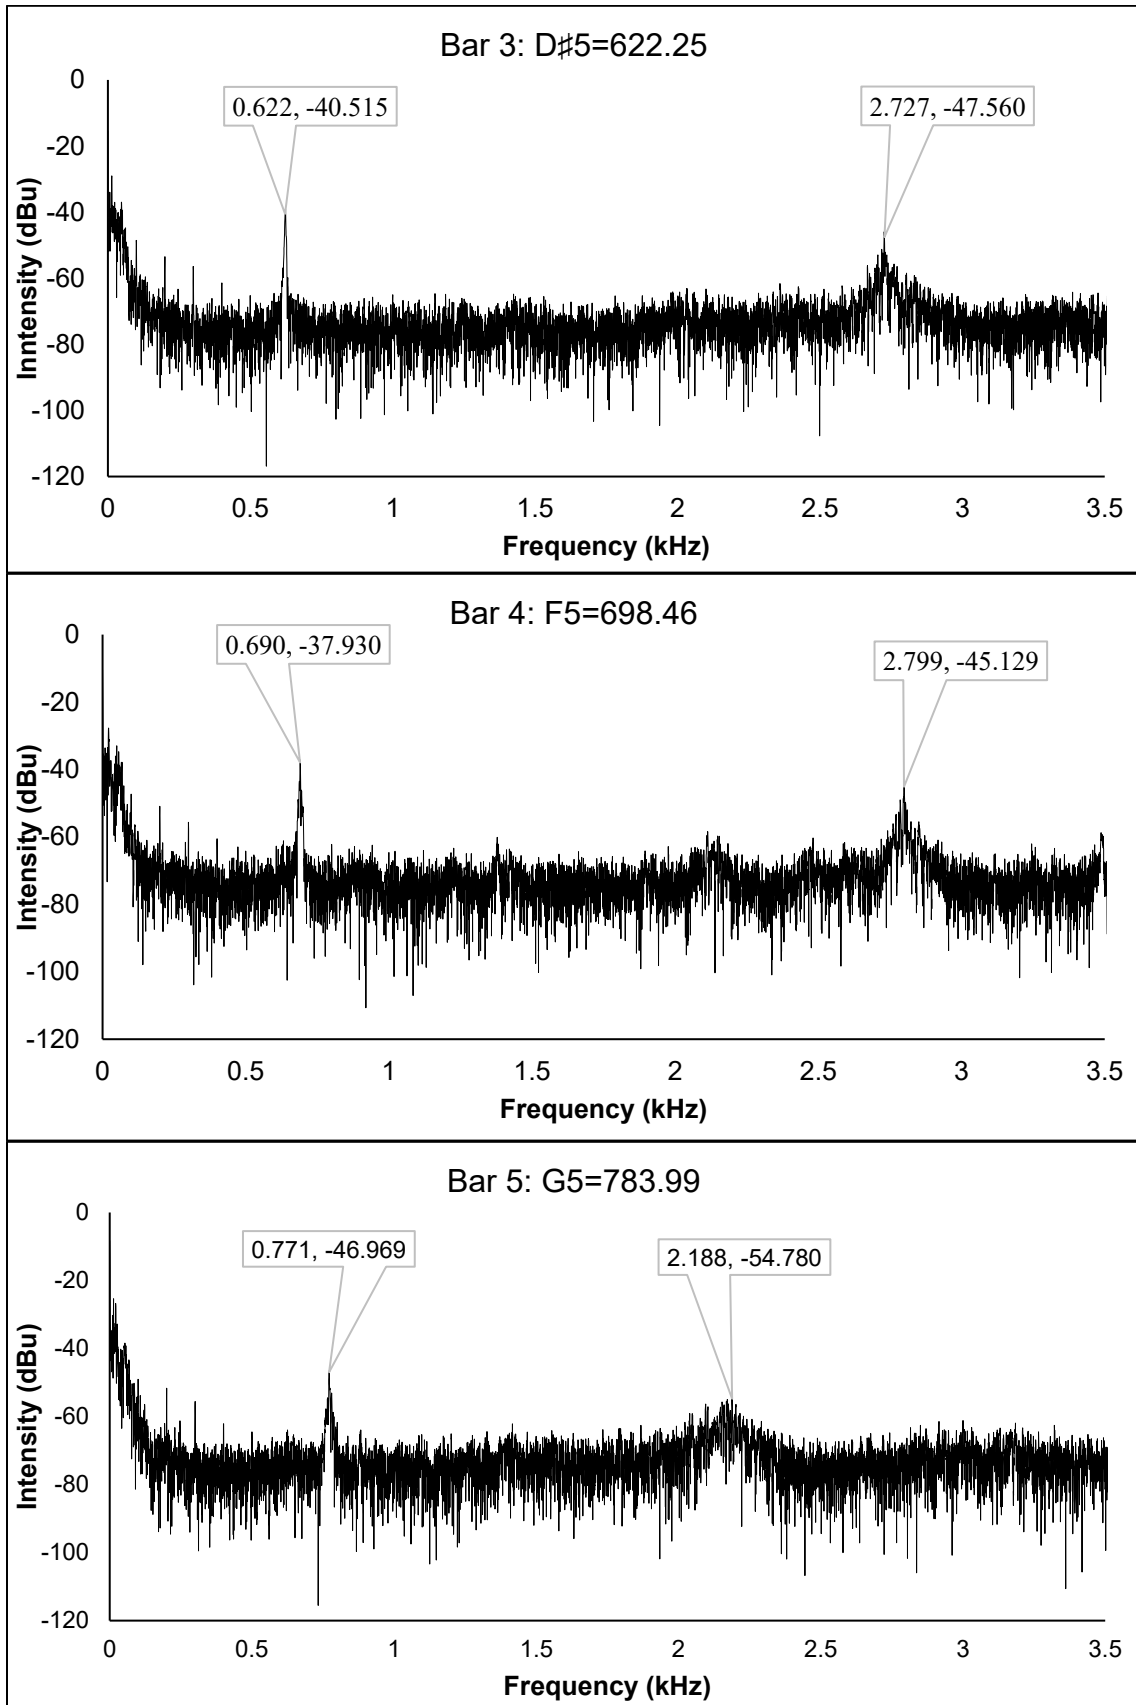 Bar 3: D♯5=622.25
0.622, -40.515
2.727, -47.560
0
-20
-40
-60
-80
-100
-120
Inntensity (dBu)
0 0.5 1 1.5 2 2.5 3 3.5
Frequency (kHz)
Bar 4: F5=698.46
0.690, -37.930
2.799, -45.129
0
-20
-40
-60
-80
-100
-120
Intensity (dBu)
0 0.5 1 1.5 2 2.5 3 3.5
Frequency (kHz)
Bar 5: G5=783.99
0.771, -46.969
2.188, -54.780
0
-20
-40
-60
-80
-100
-120
Intensity (dBu)
0 0.5 1 1.5 2 2.5 3 3.5
Frequency (kHz)